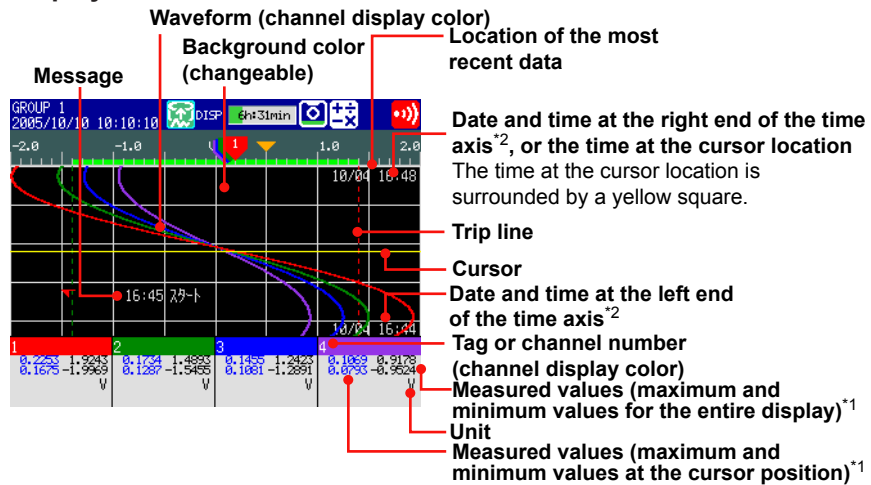 Waveform (channel display color)
Background color
(changeable)
Location of the most
recent data
Message
GROUP 1
2005/10/10 10:10:10
DISP
6h:31min
-2.0 -1.0 1 1.0 2.0
10/04 16:48
Date and time at the right end of the time
axis*2, or the time at the cursor location
The time at the cursor location is
surrounded by a yellow square.
Trip line
Cursor
16:45 スタート
Date and time at the left end
of the time axis*2
10/04 16:44
1 2 3 4
Tag or channel number
(channel display color)
0.2253 1.9243 0.1734 1.4893 0.1455 1.2423 0.1069 0.9178
0.1675 -1.9969 0.1287 -1.5455 0.1081 -1.2891 0.0793 -0.9524
V V V V
Measured values (maximum and
minimum values for the entire display)*1
Unit
Measured values (maximum and
minimum values at the cursor position)*1